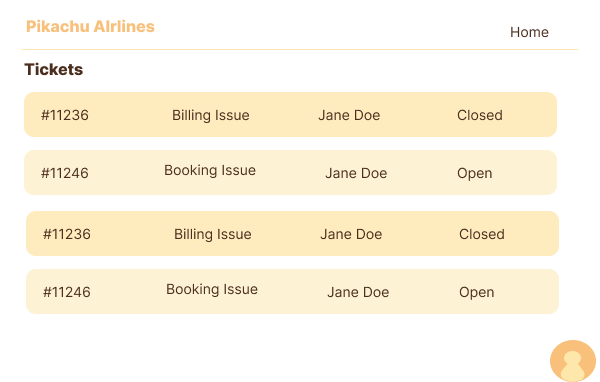 Pikachu AIrlines
Home
Tickets
#11236 Billing Issue Jane Doe Closed
#11246 Booking Issue Jane Doe Open
#11236 Billing Issue Jane Doe Closed
#11246 Booking Issue Jane Doe Open